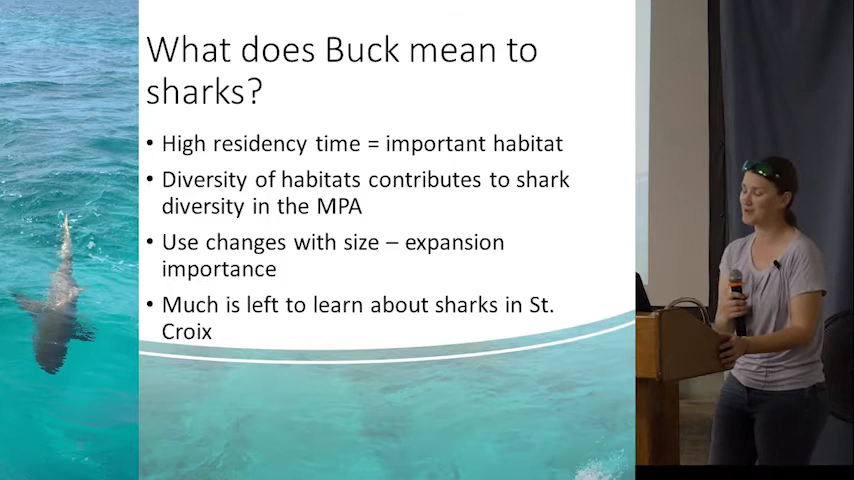 What does Buck mean to
sharks?
• High residency time = important habitat
• Diversity of habitats contributes to shark
diversity in the MPA
• Use changes with size – expansion
importance
• Much is left to learn about sharks in St.
Croix